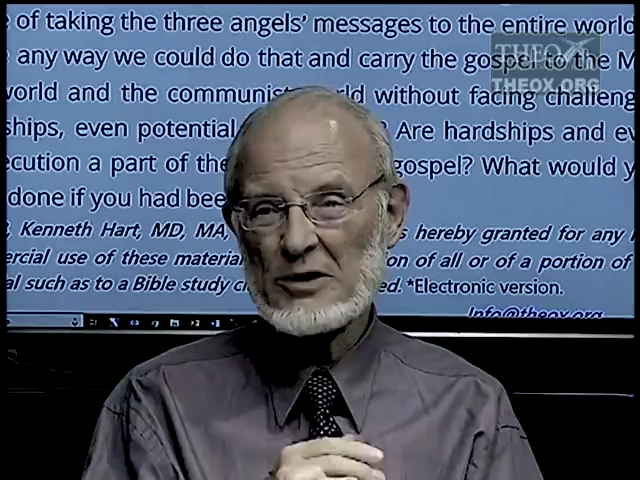 e of taking the three angels' messages to the entire world
any way we could do that and carry the gospel to the M
world and the communist ld without facing challeng
ships, even potential ? Are hardships and ev
ecution a part of the gospel? What would y
done if you had bee
, Kenneth Hart, MD, MA, s hereby granted for any
ercial use of these material on of all or of a portion of
al such as to a Bible study c ed. *Electronic version.
Info@theox.org
THEOX
THEOX.ORG